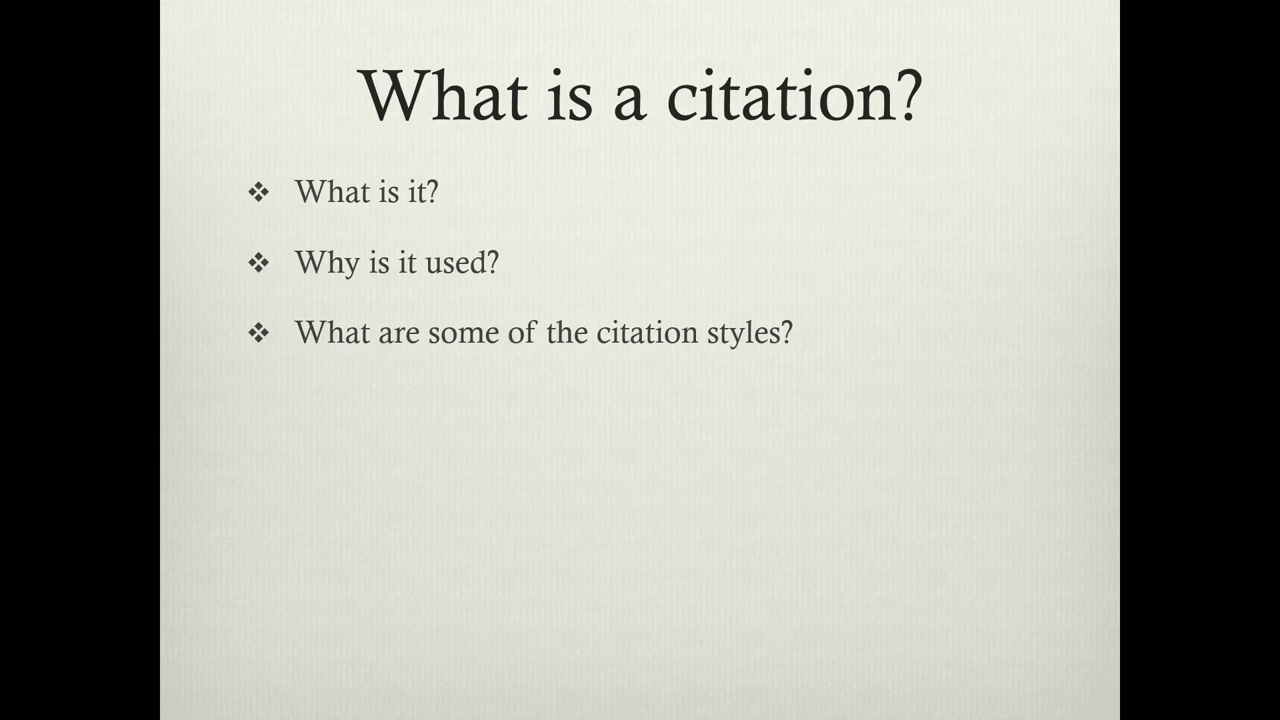 What is a citation?
❖ What is it?
❖ Why is it used?
❖ What are some of the citation styles?